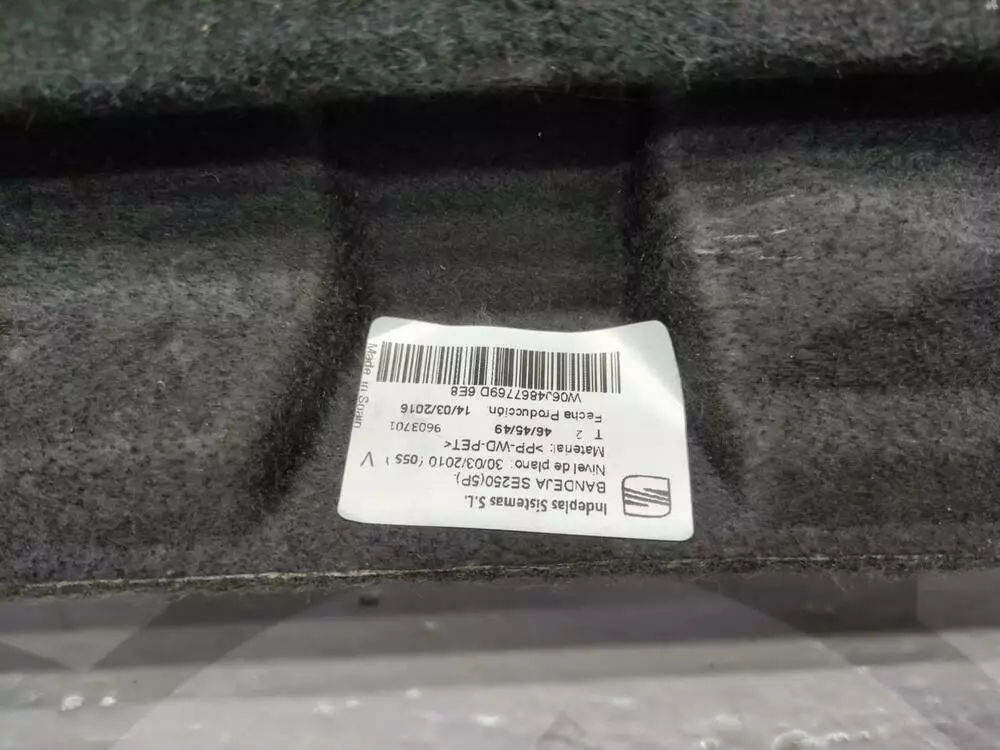 Indeplas Sistemas S.L.
BANDEJA SE250(5P).
Nivel de plano: 30/03/2010 (055 ) V
Material: >PP-WD-PET<
T 2 46/45/49 9603701
Fecha Producción: 14/03/2016
W06J4867769D 6E8
Made in Spain